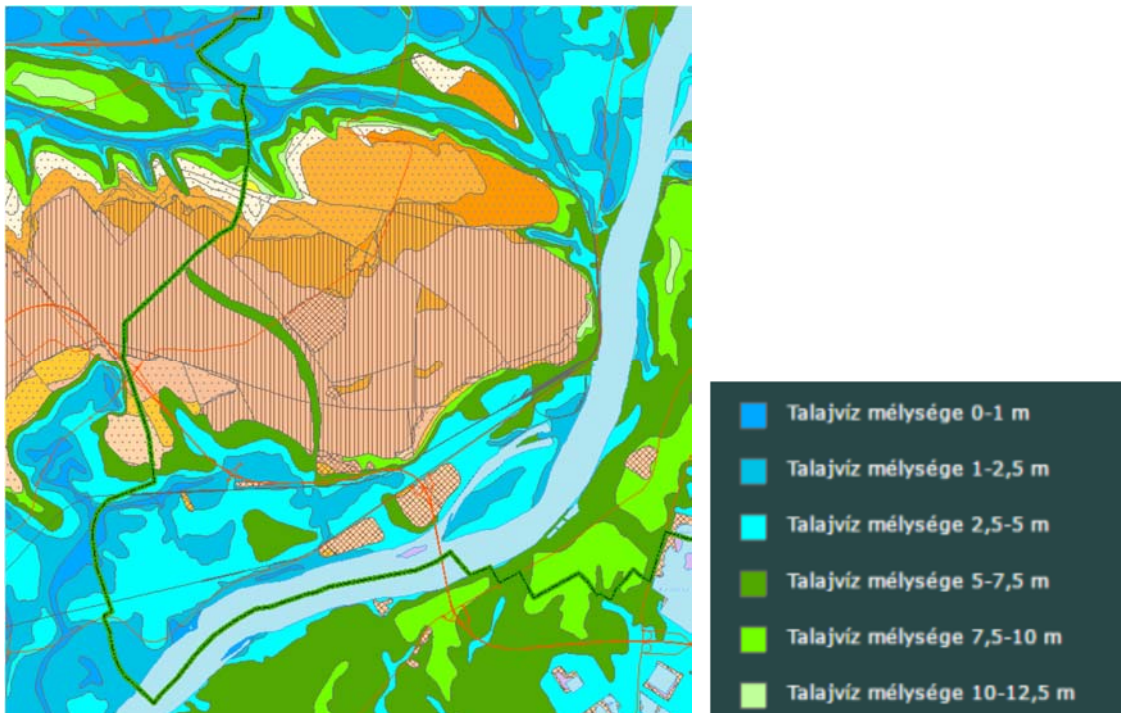 Talajvíz mélysége 0-1 m
Talajvíz mélysége 1-2,5 m
Talajvíz mélysége 2,5-5 m
Talajvíz mélysége 5-7,5 m
Talajvíz mélysége 7,5-10 m
Talajvíz mélysége 10-12,5 m